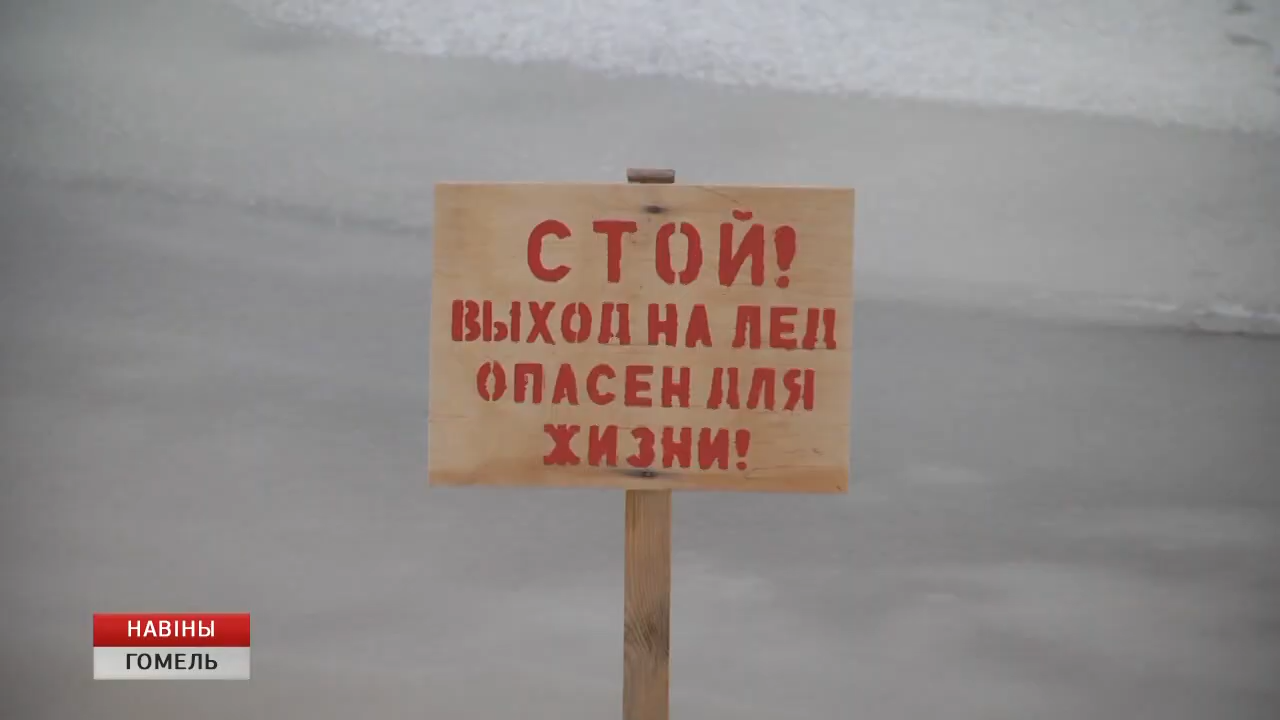 СТОЙ!
ВЫХОД НА ЛЕД
ОПАСЕН ДЛЯ
ЖИЗНИ!
НАВІНЫ
ГОМЕЛЬ